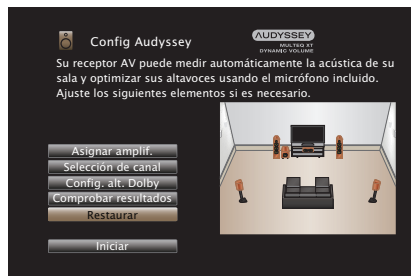 Config Audyssey
AUDYSSEY
MULTEQ XT
DYNAMIC VOLUME
Su receptor AV puede medir automáticamente la acústica de su
sala y optimizar sus altavoces usando el micrófono incluido.
Ajuste los siguientes elementos si es necesario.
Asignar amplif.
Selección de canal
Config. alt. Dolby
Comprobar resultados
Restaurar
Iniciar